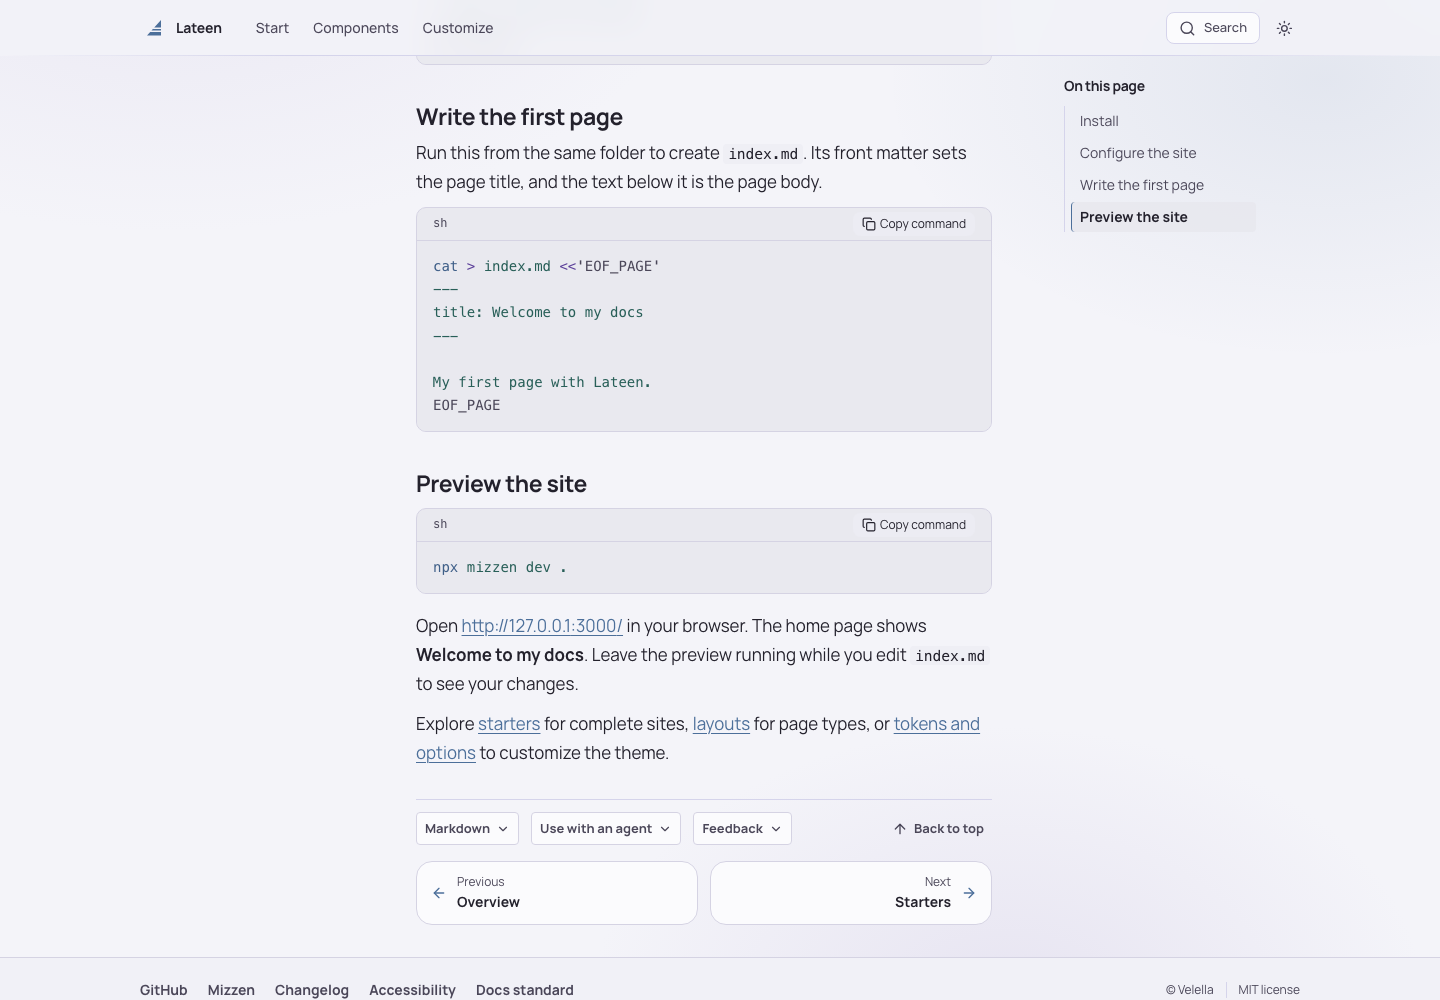 Lateen Start Components Customize Search
On this page
Install
Configure the site
Write the first page
Preview the site
Write the first page
Run this from the same folder to create index.md. Its front matter sets
the page title, and the text below it is the page body.
sh Copy command
cat > index.md <<'EOF_PAGE'
---
title: Welcome to my docs
---
My first page with Lateen.
EOF_PAGE
Preview the site
sh Copy command
npx mizzen dev .
Open http://127.0.0.1:3000/ in your browser. The home page shows
Welcome to my docs. Leave the preview running while you edit index.md
to see your changes.
Explore starters for complete sites, layouts for page types, or tokens and
options to customize the theme.
Markdown Use with an agent Feedback Back to top
Previous
Overview
Next
Starters
GitHub Mizzen Changelog Accessibility Docs standard © Velella MIT license